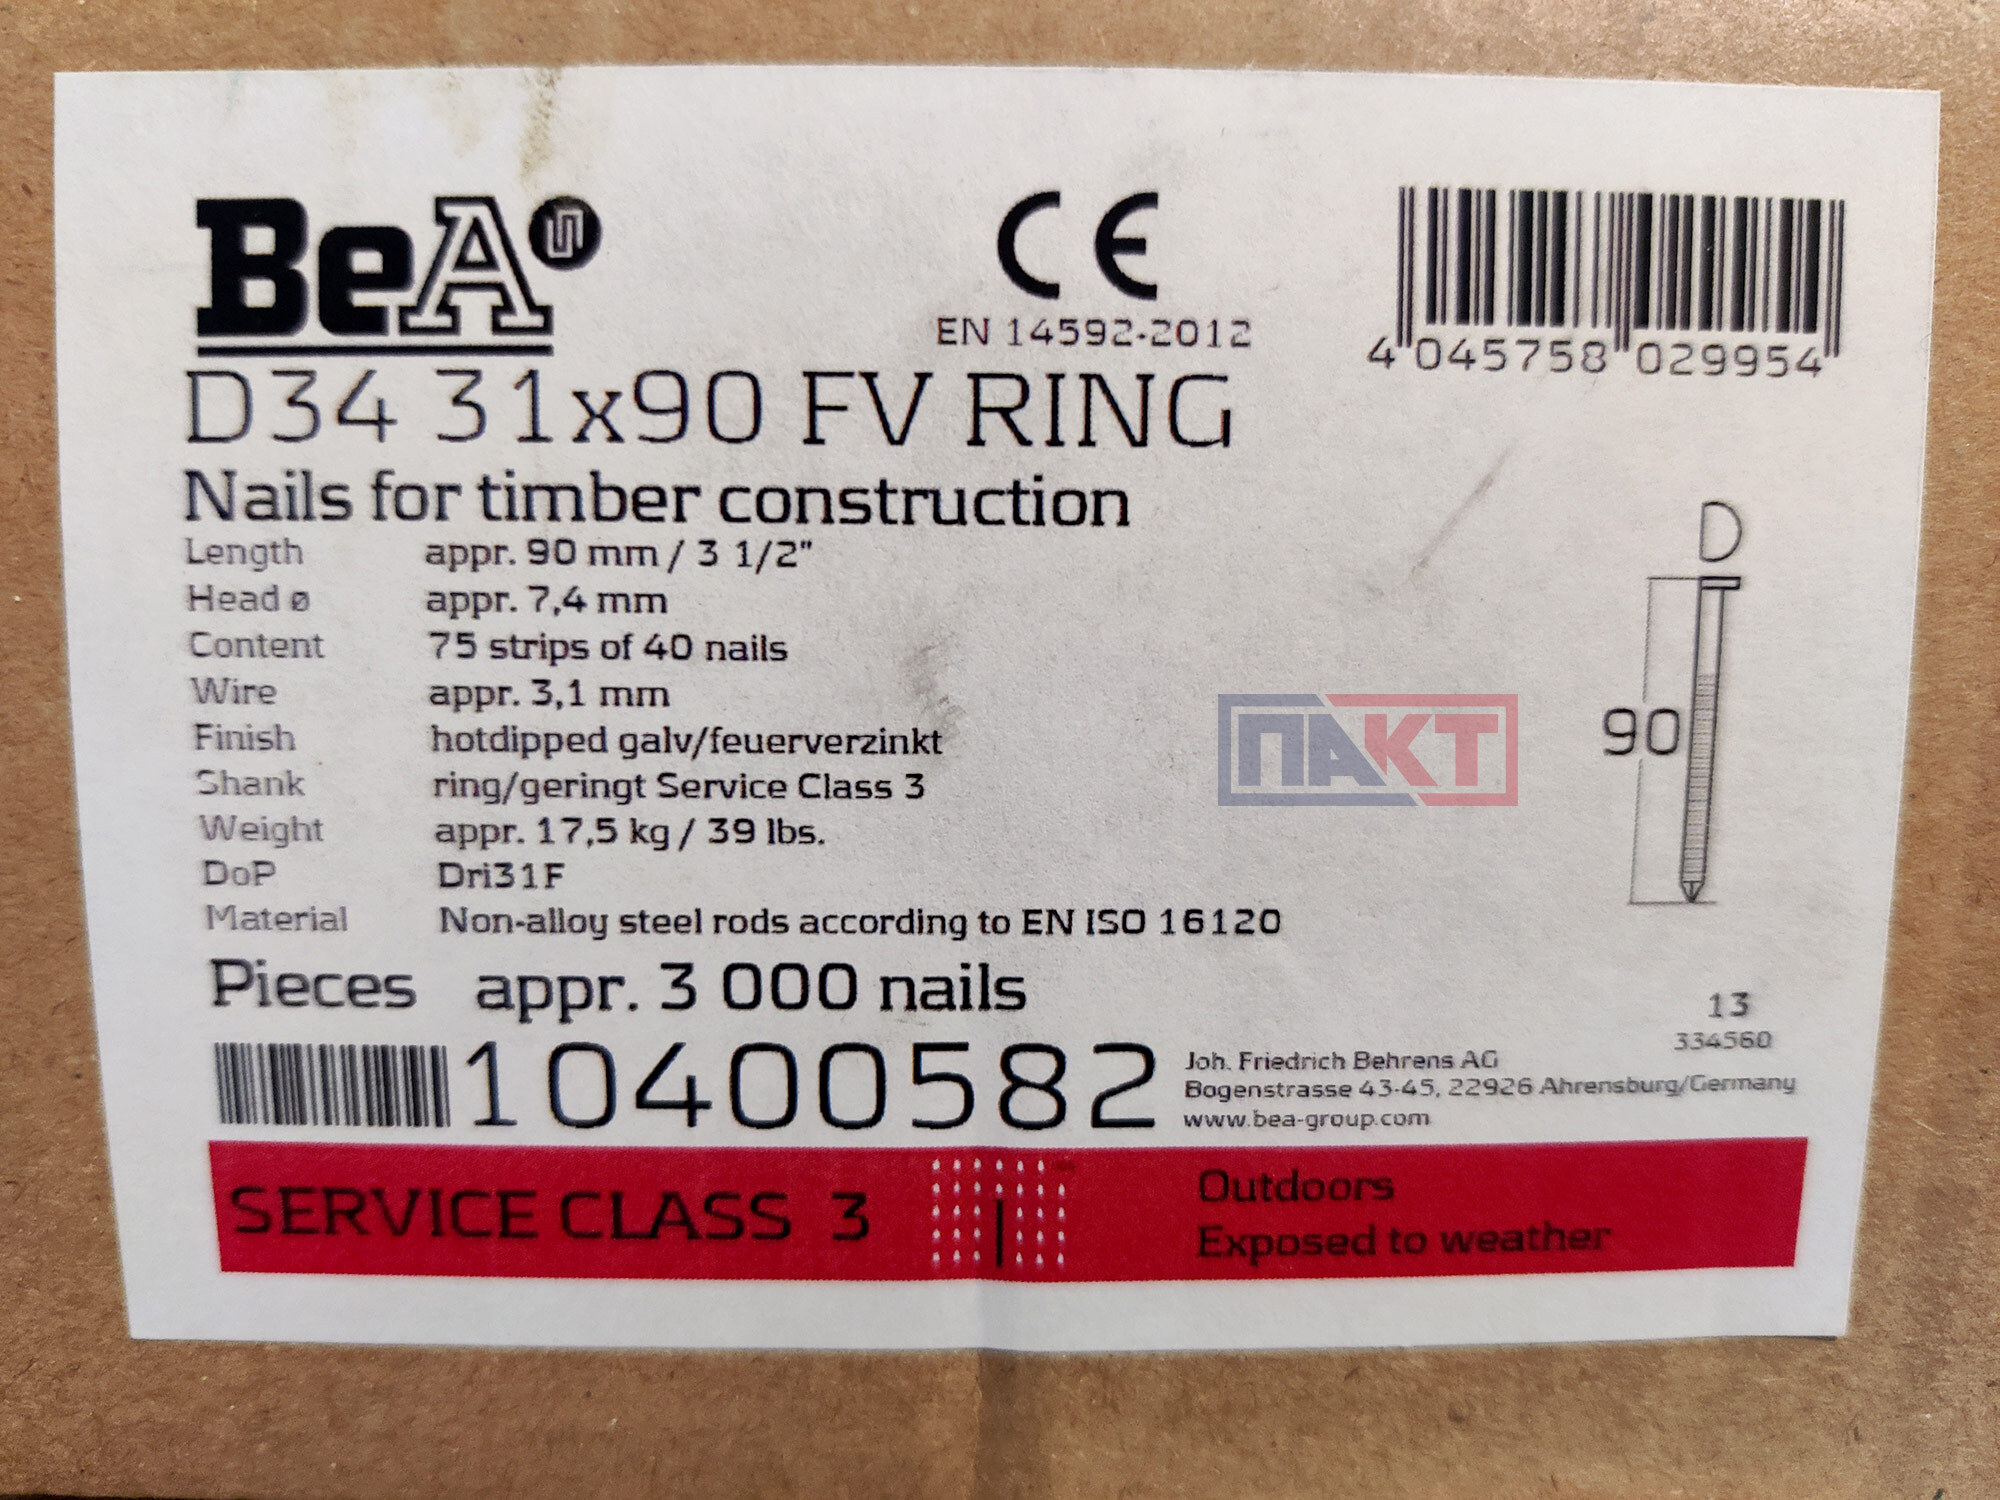 BeA
CE
EN 14592-2012
4 045758 029954
D34 31x90 FV RING
Nails for timber construction
Length appr. 90 mm / 3 1/2"
Head ø appr. 7,4 mm
Content 75 strips of 40 nails
Wire appr. 3,1 mm
Finish hotdipped galv/feuerverzinkt
Shank ring/geringt Service Class 3
Weight appr. 17,5 kg / 39 lbs.
DoP Dri31F
Material Non-alloy steel rods according to EN ISO 16120
90
ПАКТ
Pieces appr. 3 000 nails
13
334560
10400582
Joh. Friedrich Behrens AG
Bogenstrasse 43-45, 22926 Ahrensburg/Germany
www.bea-group.com
SERVICE CLASS 3
Outdoors
Exposed to weather